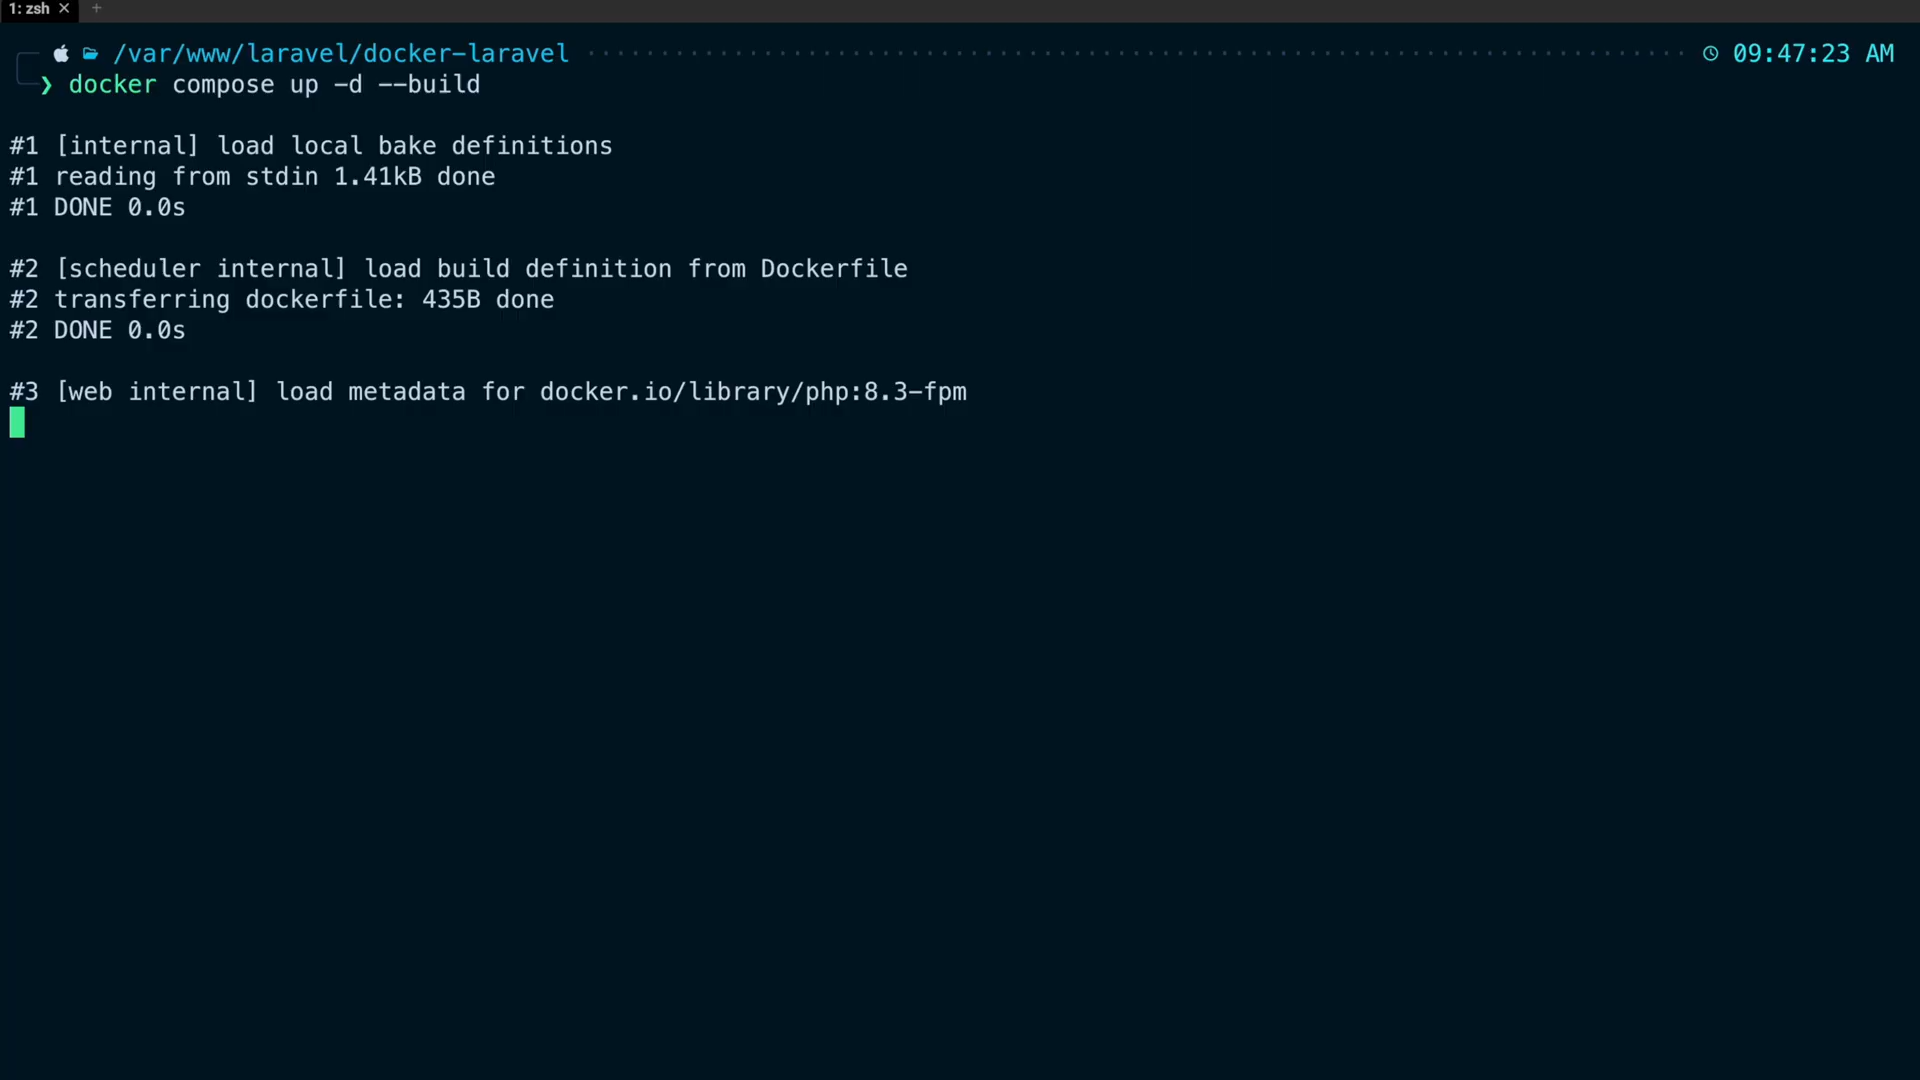 1: zsh × +
/var/www/laravel/docker-laravel 09:47:23 AM
❯ docker compose up -d --build
#1 [internal] load local bake definitions
#1 reading from stdin 1.41kB done
#1 DONE 0.0s
#2 [scheduler internal] load build definition from Dockerfile
#2 transferring dockerfile: 435B done
#2 DONE 0.0s
#3 [web internal] load metadata for docker.io/library/php:8.3-fpm